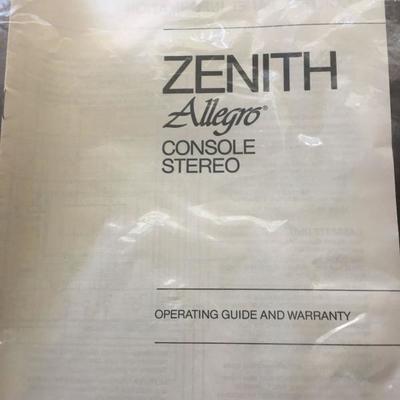 ZENITH
Allegro®
CONSOLE
STEREO
OPERATING GUIDE AND WARRANTY